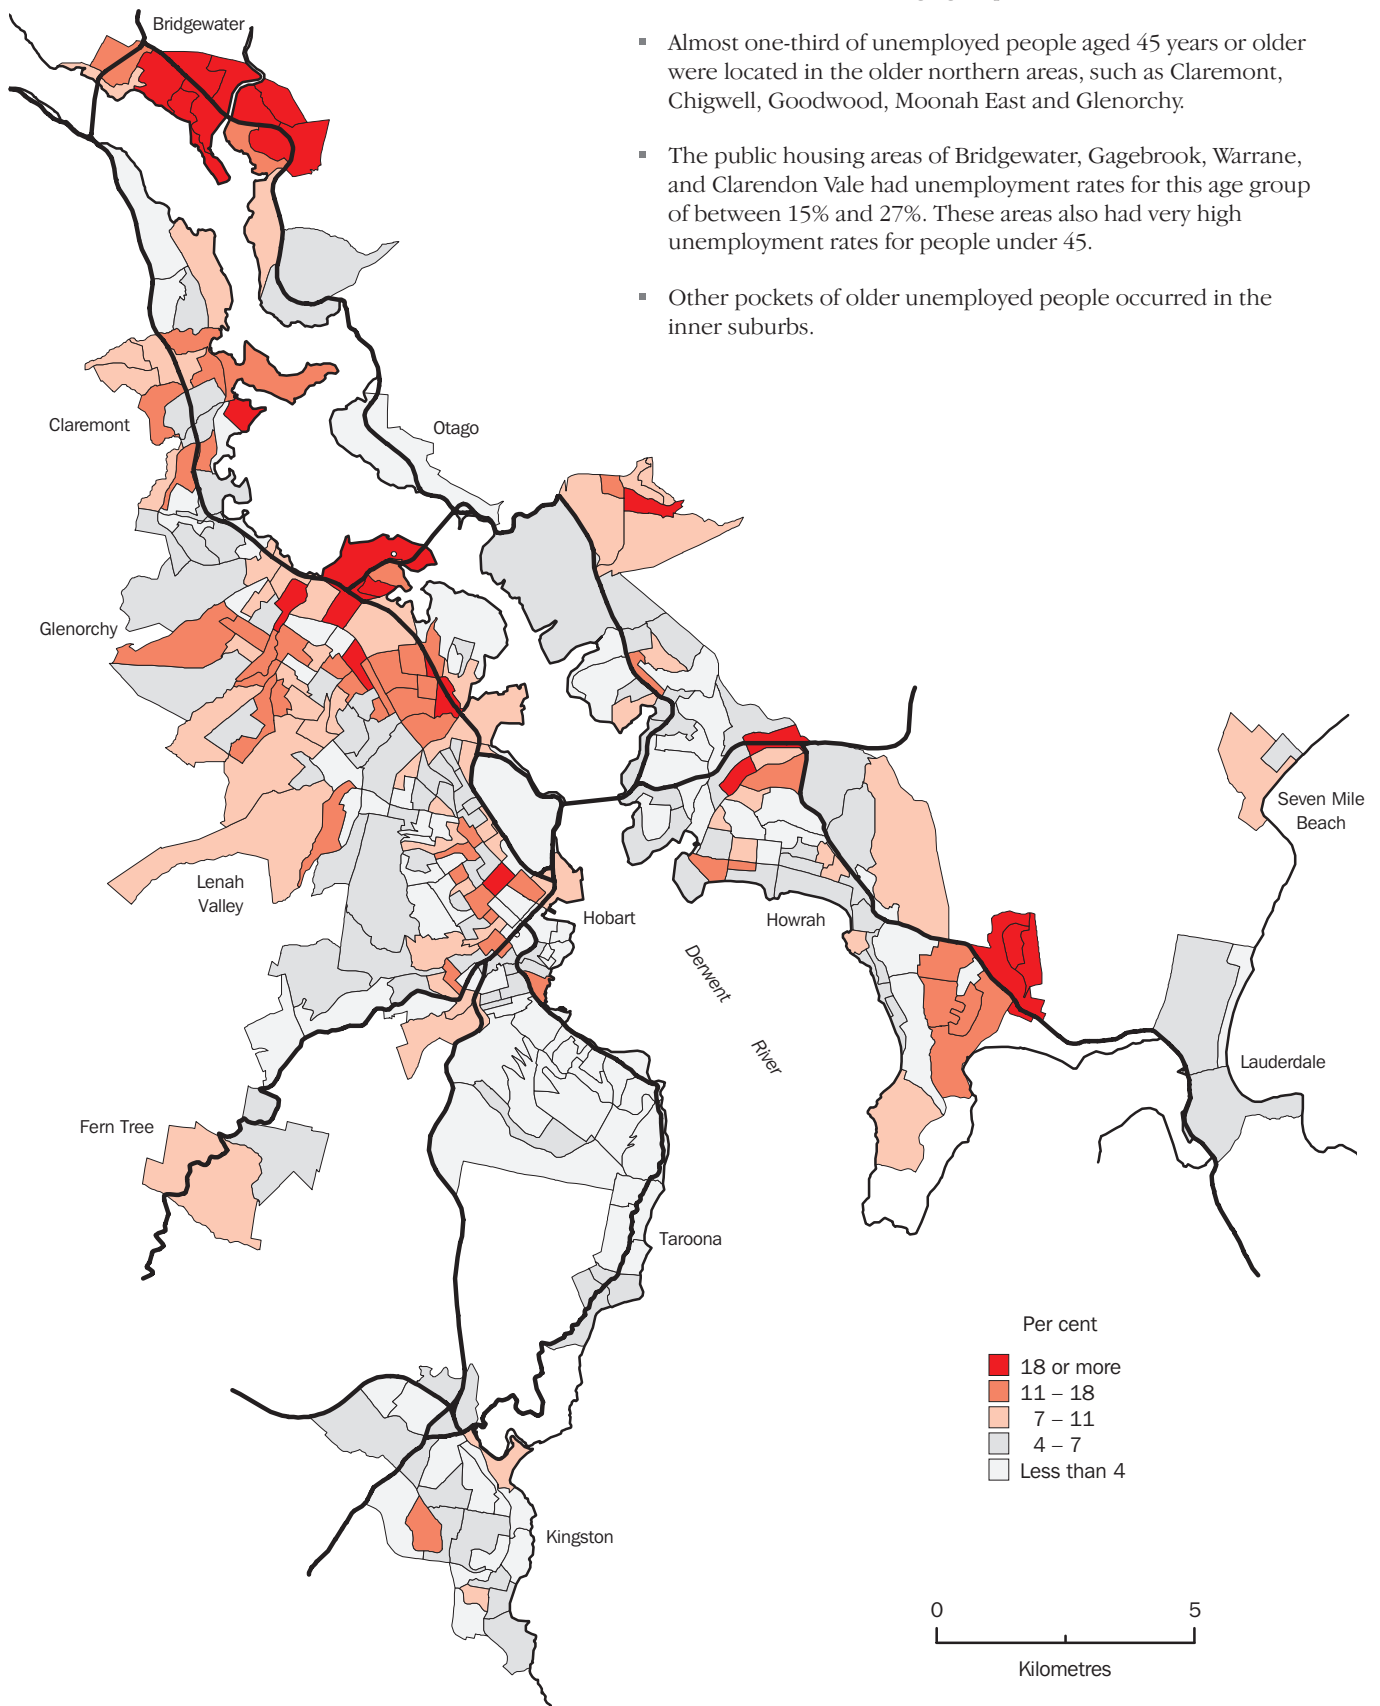 Bridgewater
▪ Almost one-third of unemployed people aged 45 years or older
were located in the older northern areas, such as Claremont,
Chigwell, Goodwood, Moonah East and Glenorchy.
▪ The public housing areas of Bridgewater, Gagebrook, Warrane,
and Clarendon Vale had unemployment rates for this age group
of between 15% and 27%. These areas also had very high
unemployment rates for people under 45.
▪ Other pockets of older unemployed people occurred in the
inner suburbs.
Claremont
Otago
Glenorchy
Seven Mile
Beach
Lenah
Valley
Hobart
Howrah
Derwent
River
Lauderdale
Fern Tree
Taroona
Per cent
18 or more
11 – 18
7 – 11
4 – 7
Less than 4
Kingston
0 5
Kilometres